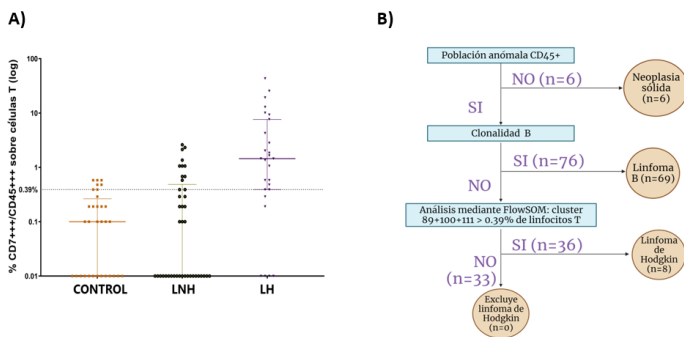 A)
% CD7+++/CD45+++ sobre células T (log)
100
10
1
0.39%
0.1
0.01
CONTROL
LNH
LH
B)
Población anómala CD45+
NO (n=6)
Neoplasia
sólida
(n=6)
SI
Clonalidad B
SI (n=76)
Linfoma
B (n=69)
NO
Análisis mediante FlowSOM: cluster
89+100+111 > 0.39% de linfocitos T
SI (n=36)
Linfoma
de
Hodgkin
(n=8)
NO
(n=33)
Excluye
linfoma de
Hodgkin
(n=0)